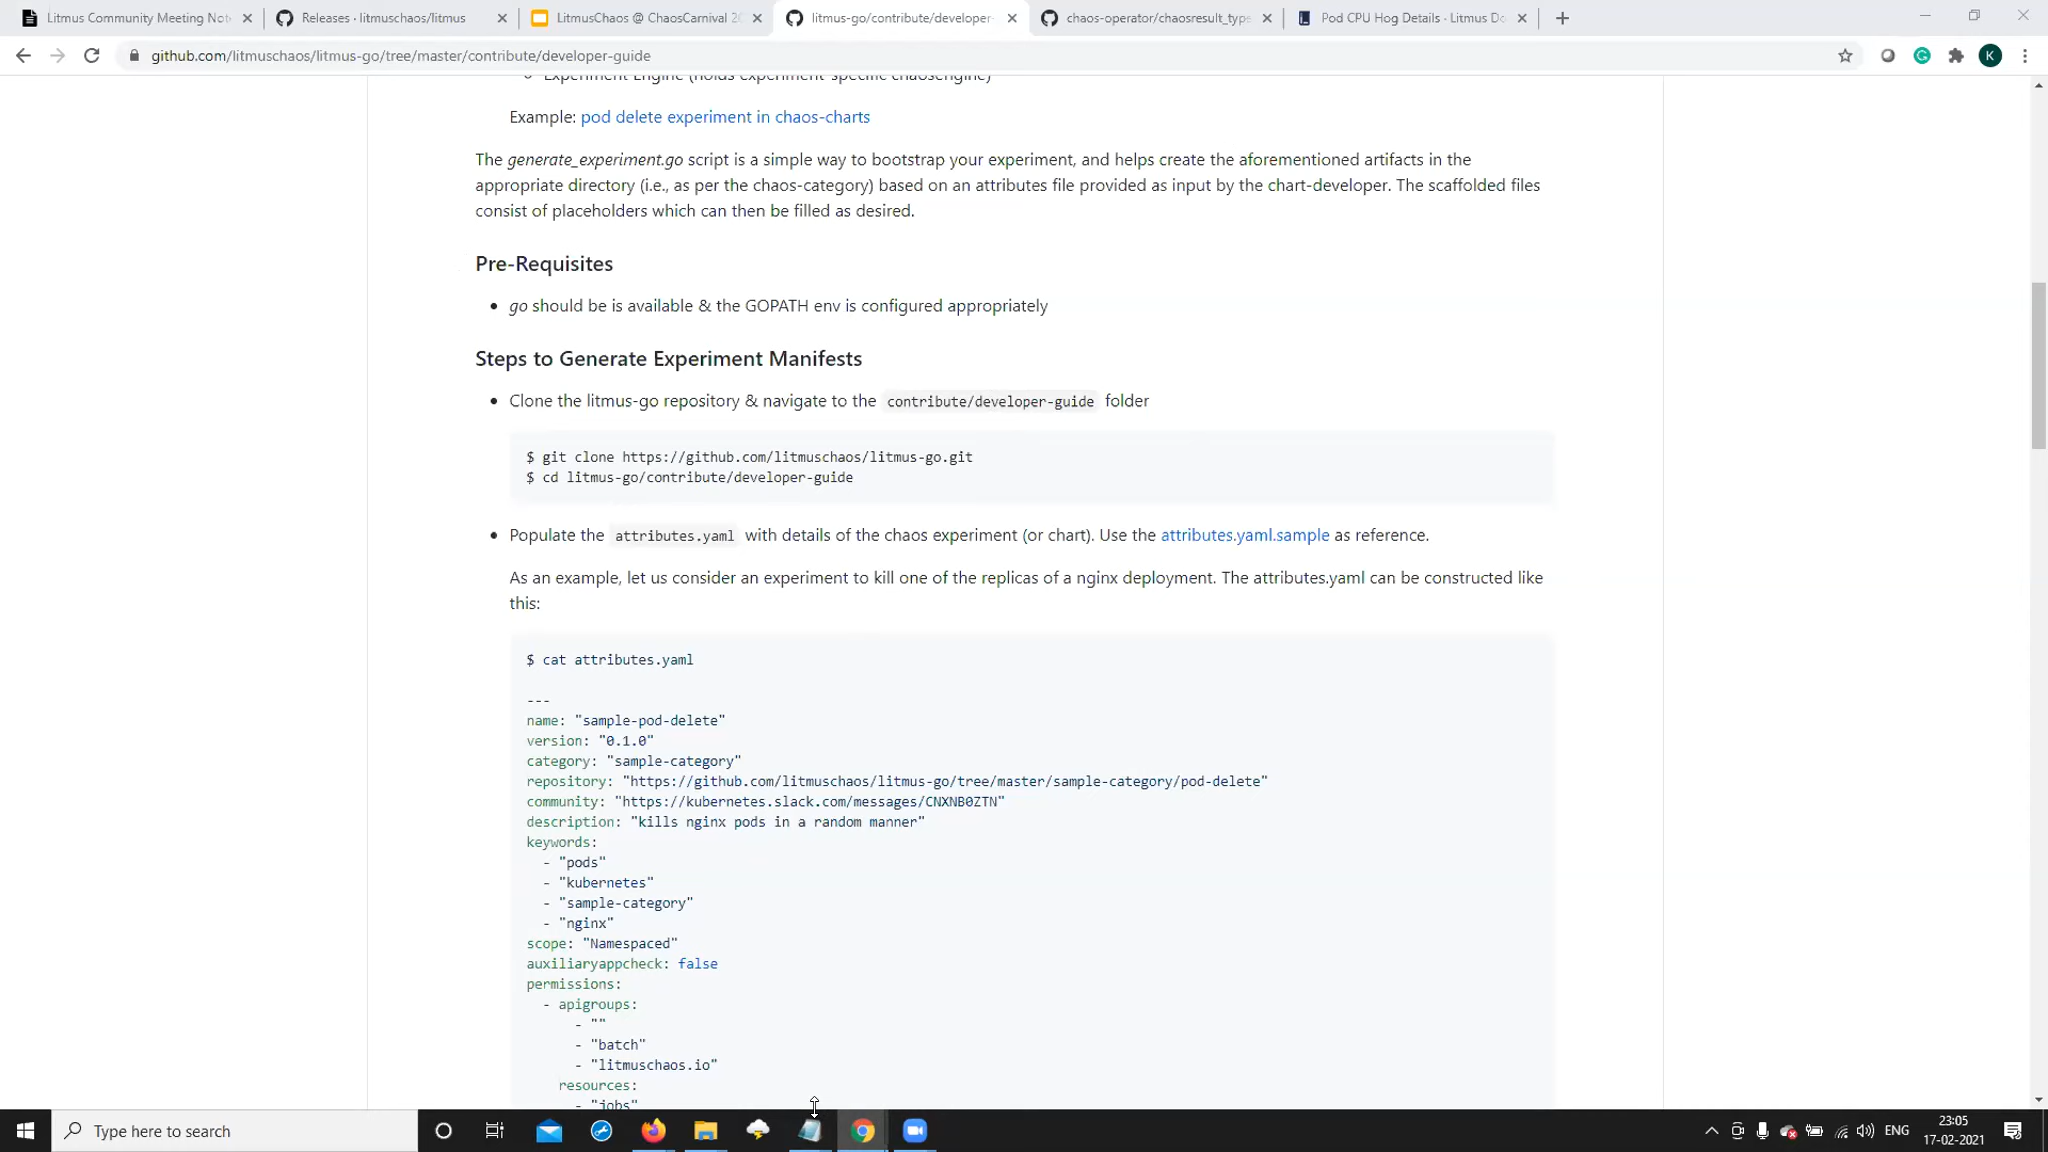 Litmus Community Meeting Not
Releases · litmuschaos/litmus
LitmusChaos @ ChaosCarnival 20
litmus-go/contribute/developer-
chaos-operator/chaosresult_type
Pod CPU Hog Details · Litmus Do
github.com/litmuschaos/litmus-go/tree/master/contribute/developer-guide
K
Experiment Engine (holds experiment-specific chaosengine)
Example: pod delete experiment in chaos-charts
The generate_experiment.go script is a simple way to bootstrap your experiment, and helps create the aforementioned artifacts in the
appropriate directory (i.e., as per the chaos-category) based on an attributes file provided as input by the chart-developer. The scaffolded files
consist of placeholders which can then be filled as desired.
Pre-Requisites
• go should be is available & the GOPATH env is configured appropriately
Steps to Generate Experiment Manifests
• Clone the litmus-go repository & navigate to the contribute/developer-guide folder
$ git clone https://github.com/litmuschaos/litmus-go.git
$ cd litmus-go/contribute/developer-guide
• Populate the attributes.yaml with details of the chaos experiment (or chart). Use the attributes.yaml.sample as reference.
As an example, let us consider an experiment to kill one of the replicas of a nginx deployment. The attributes.yaml can be constructed like
this:
$ cat attributes.yaml
---
name: "sample-pod-delete"
version: "0.1.0"
category: "sample-category"
repository: "https://github.com/litmuschaos/litmus-go/tree/master/sample-category/pod-delete"
community: "https://kubernetes.slack.com/messages/CNXNB0ZTN"
description: "kills nginx pods in a random manner"
keywords:
- "pods"
- "kubernetes"
- "sample-category"
- "nginx"
scope: "Namespaced"
auxiliaryappcheck: false
permissions:
- apigroups:
- ""
- "batch"
- "litmuschaos.io"
resources:
- "jobs"
Type here to search
ENG
23:05
17-02-2021